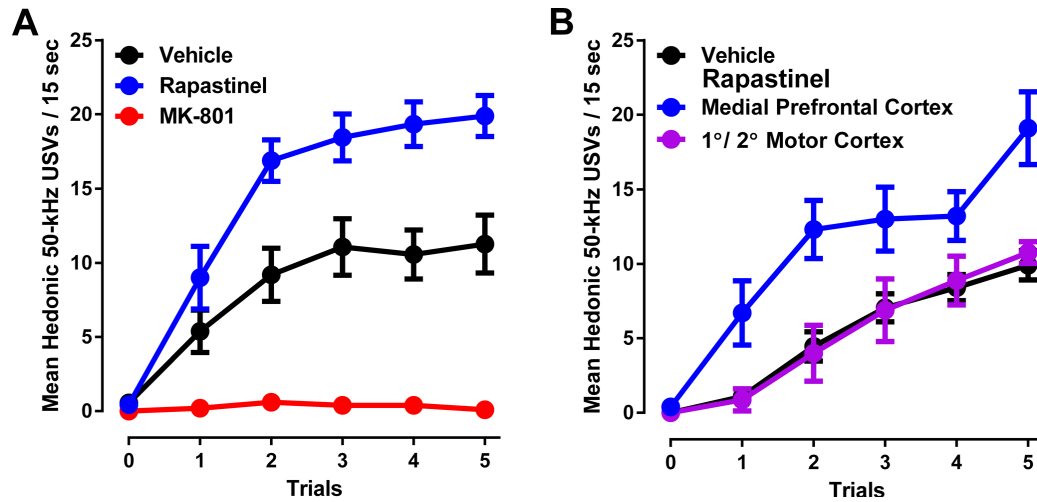 A
Mean Hedonic 50-kHz USVs / 15 sec
25
20
15
10
5
0
Vehicle
Rapastinel
MK-801
0 1 2 3 4 5
Trials
B
Mean Hedonic 50-kHz USVs / 15 sec
25
20
15
10
5
0
Vehicle
Rapastinel
Medial Prefrontal Cortex
1°/ 2° Motor Cortex
0 1 2 3 4 5
Trials